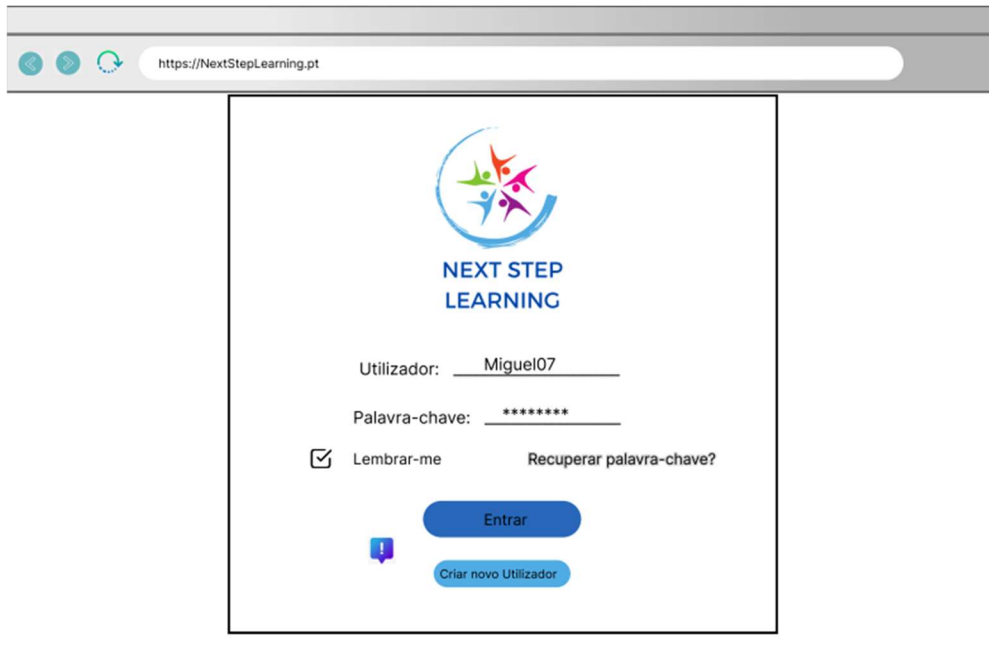 https://NextStepLearning.pt
NEXT STEP
LEARNING
Utilizador: Miguel07
Palavra-chave: ********
Lembrar-me Recuperar palavra-chave?
Entrar
!
Criar novo Utilizador